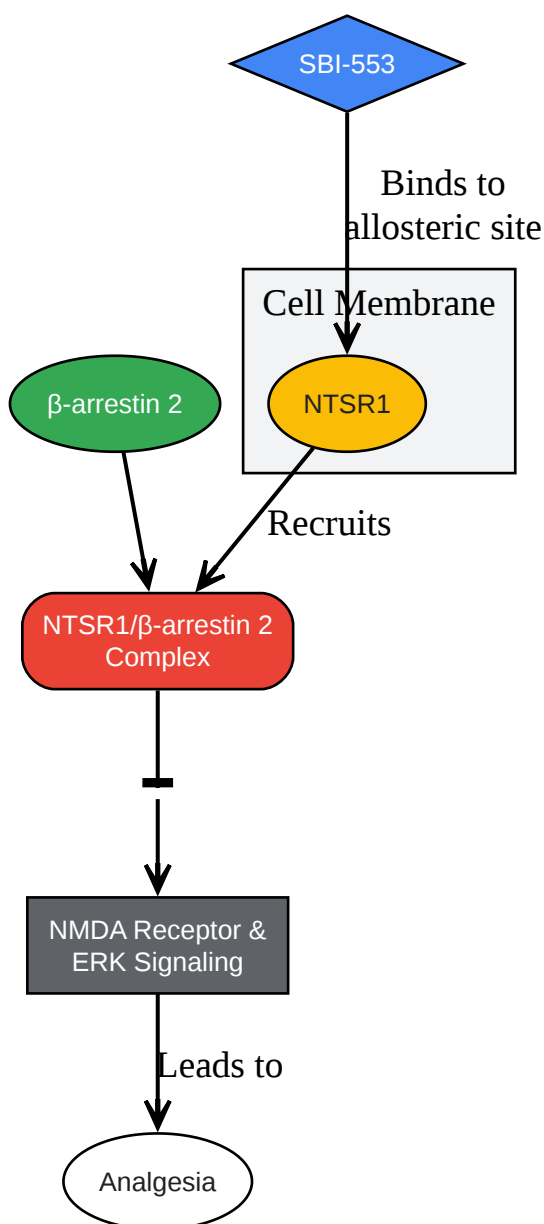 SBI-553
Binds to
allosteric site
Cell Membrane
β-arrestin 2
NTSR1
Recruits
NTSR1/β-arrestin 2
Complex
NMDA Receptor &
ERK Signaling
Leads to
Analgesia